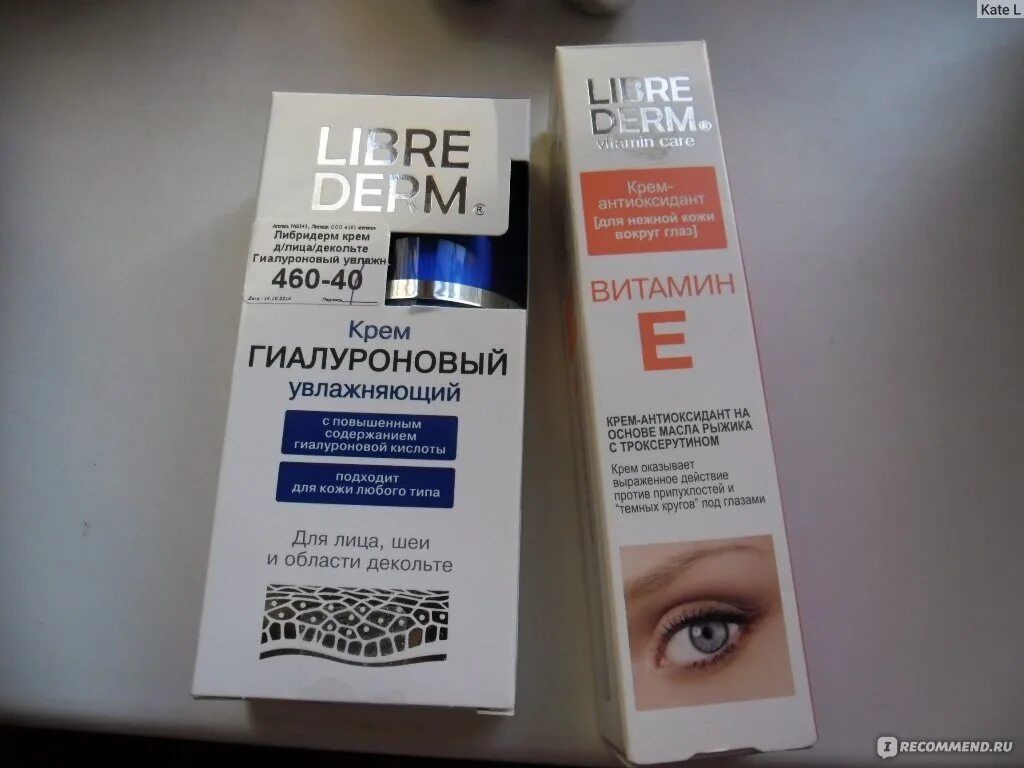 Kate L
LIBRE
DERM®
Либридерм крем
д/лица/декольте
Гиалуроновый увлажн
460-40
Крем
ГИАЛУРОНОВЫЙ
увлажняющий
с повышенным
содержанием
гиалуроновой кислоты
подходит
для кожи любого типа
Для лица, шеи
и области декольте
LIBRE
DERM®
vitamin care
Крем-
антиоксидант
[для нежной кожи
вокруг глаз]
ВИТАМИН
E
КРЕМ-АНТИОКСИДАНТ НА
ОСНОВЕ МАСЛА РЫЖИКА
С ТРОКСЕРУТИНОМ
Крем оказывает
выраженное действие
против припухлостей и
"темных кругов" под глазами
IRECOMMEND.RU